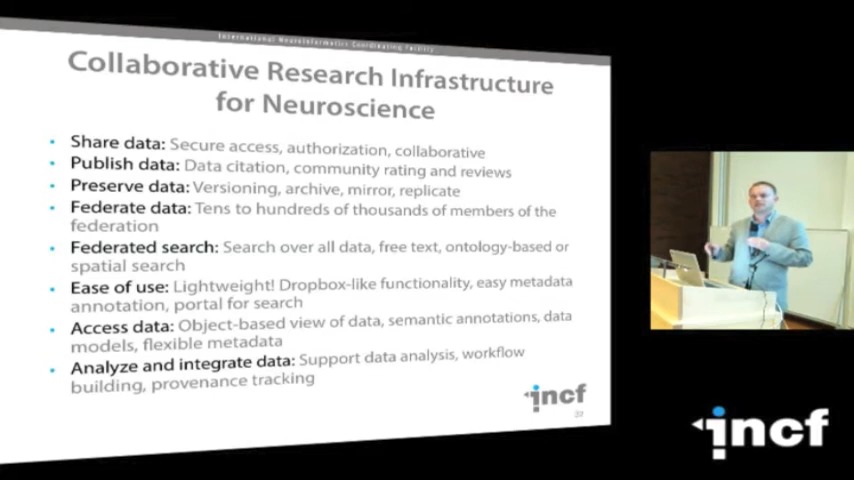 International Neuroinformatics Coordinating Facility
Collaborative Research Infrastructure
for Neuroscience
• Share data: Secure access, authorization, collaborative
• Publish data: Data citation, community rating and reviews
• Preserve data: Versioning, archive, mirror, replicate
• Federate data: Tens to hundreds of thousands of members of the
federation
• Federated search: Search over all data, free text, ontology-based or
spatial search
• Ease of use: Lightweight! Dropbox-like functionality, easy metadata
annotation, portal for search
• Access data: Object-based view of data, semantic annotations, data
models, flexible metadata
• Analyze and integrate data: Support data analysis, workflow
building, provenance tracking
incf
incf